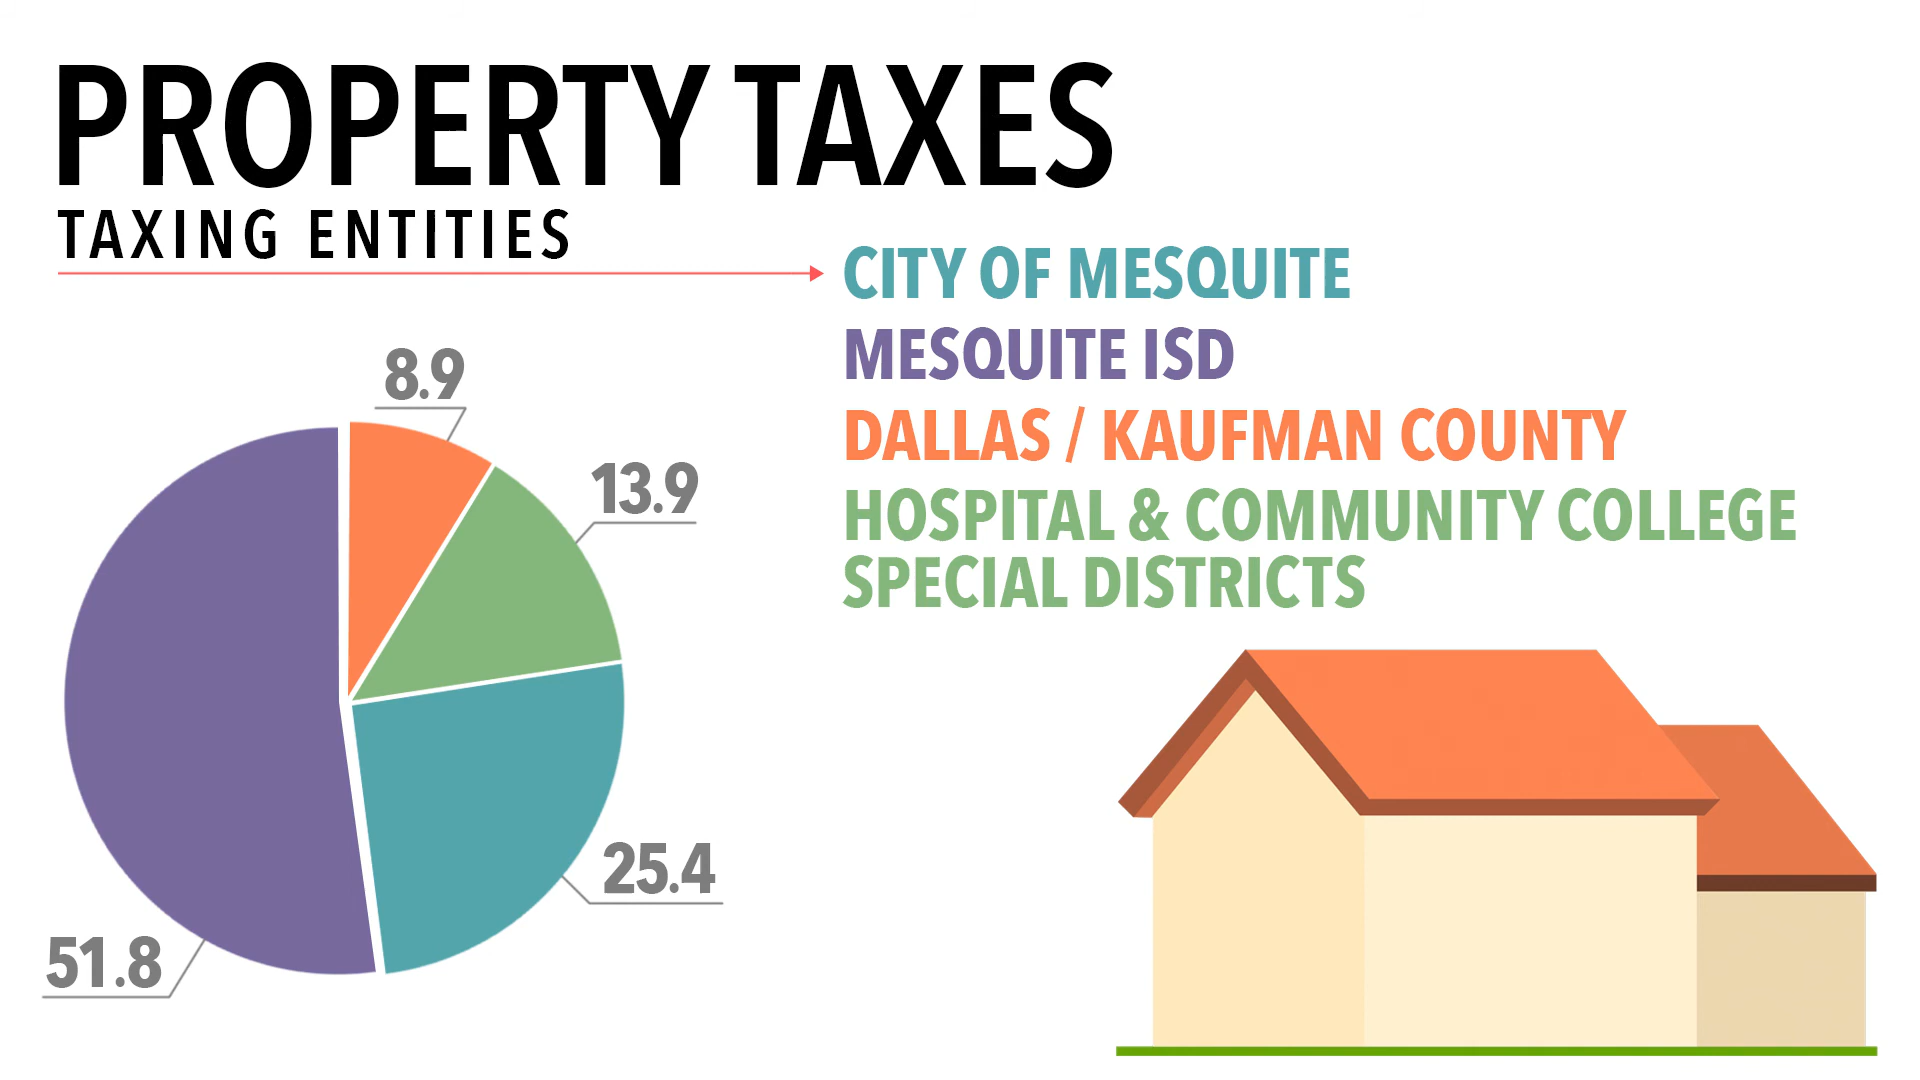 PROPERTY TAXES
TAXING ENTITIES
CITY OF MESQUITE
MESQUITE ISD
DALLAS / KAUFMAN COUNTY
HOSPITAL & COMMUNITY COLLEGE
SPECIAL DISTRICTS
8.9
13.9
25.4
51.8